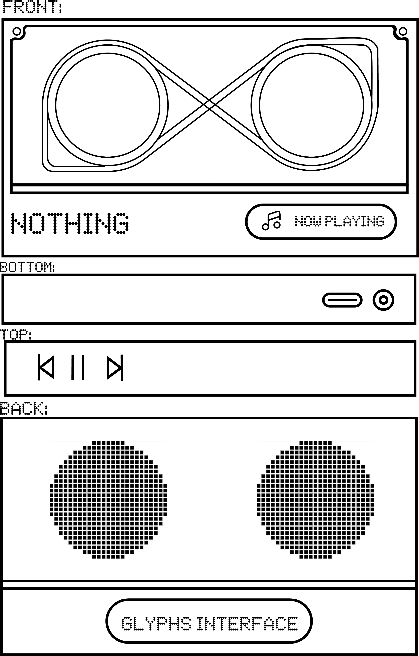 FRONT:
NOTHING
NOW PLAYING
BOTTOM:
TOP:
BACK:
GLYPHS INTERFACE